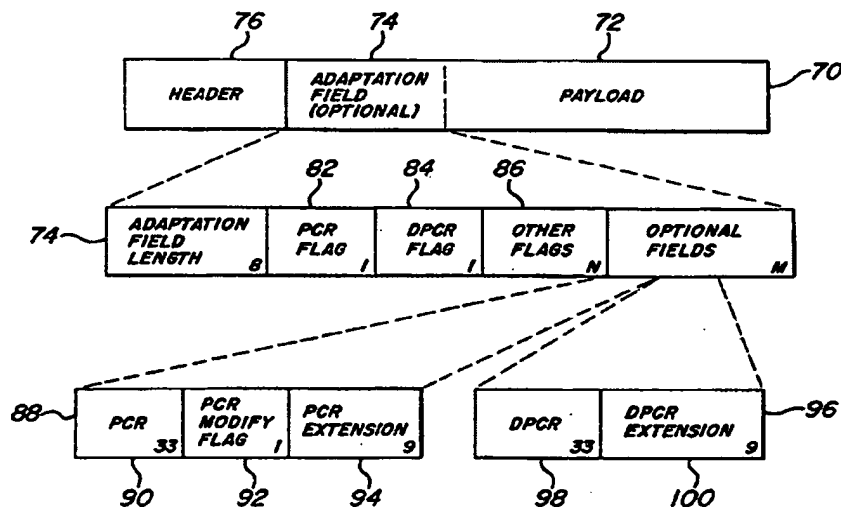 76 74 72
HEADER
ADAPTATION
FIELD
(OPTIONAL)
PAYLOAD
70
82 84 86
74
ADAPTATION
FIELD
LENGTH
8
PCR
FLAG
1
DPCR
FLAG
1
OTHER
FLAGS
N
OPTIONAL
FIELDS
M
88
PCR
33
PCR
MODIFY
FLAG
1
PCR
EXTENSION
9
DPCR
33
DPCR
EXTENSION
9
96
90 92 94 98 100